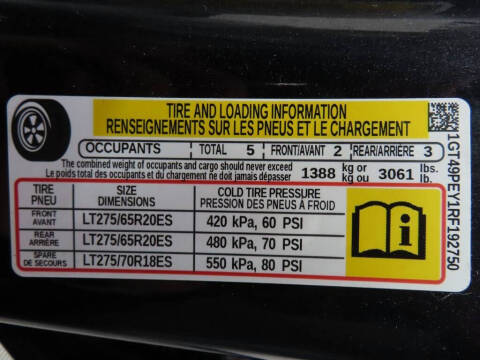 TIRE AND LOADING INFORMATION
RENSEIGNEMENTS SUR LES PNEUS ET LE CHARGEMENT
OCCUPANTS TOTAL 5 FRONT/AVANT 2 REAR/ARRIÈRE 3
The combined weight of occupants and cargo should never exceed 1388 kg or 3061 lbs.
Le poids total des occupants et du chargement ne doit jamais dépasser kg ou lb.
TIRE SIZE COLD TIRE PRESSURE
PNEU DIMENSIONS PRESSION DES PNEUS À FROID
FRONT
AVANT LT275/65R20ES 420 kPa, 60 PSI
REAR
ARRIÈRE LT275/65R20ES 480 kPa, 70 PSI
SPARE
DE SECOURS LT275/70R18ES 550 kPa, 80 PSI
1GT49PEY1RF192750